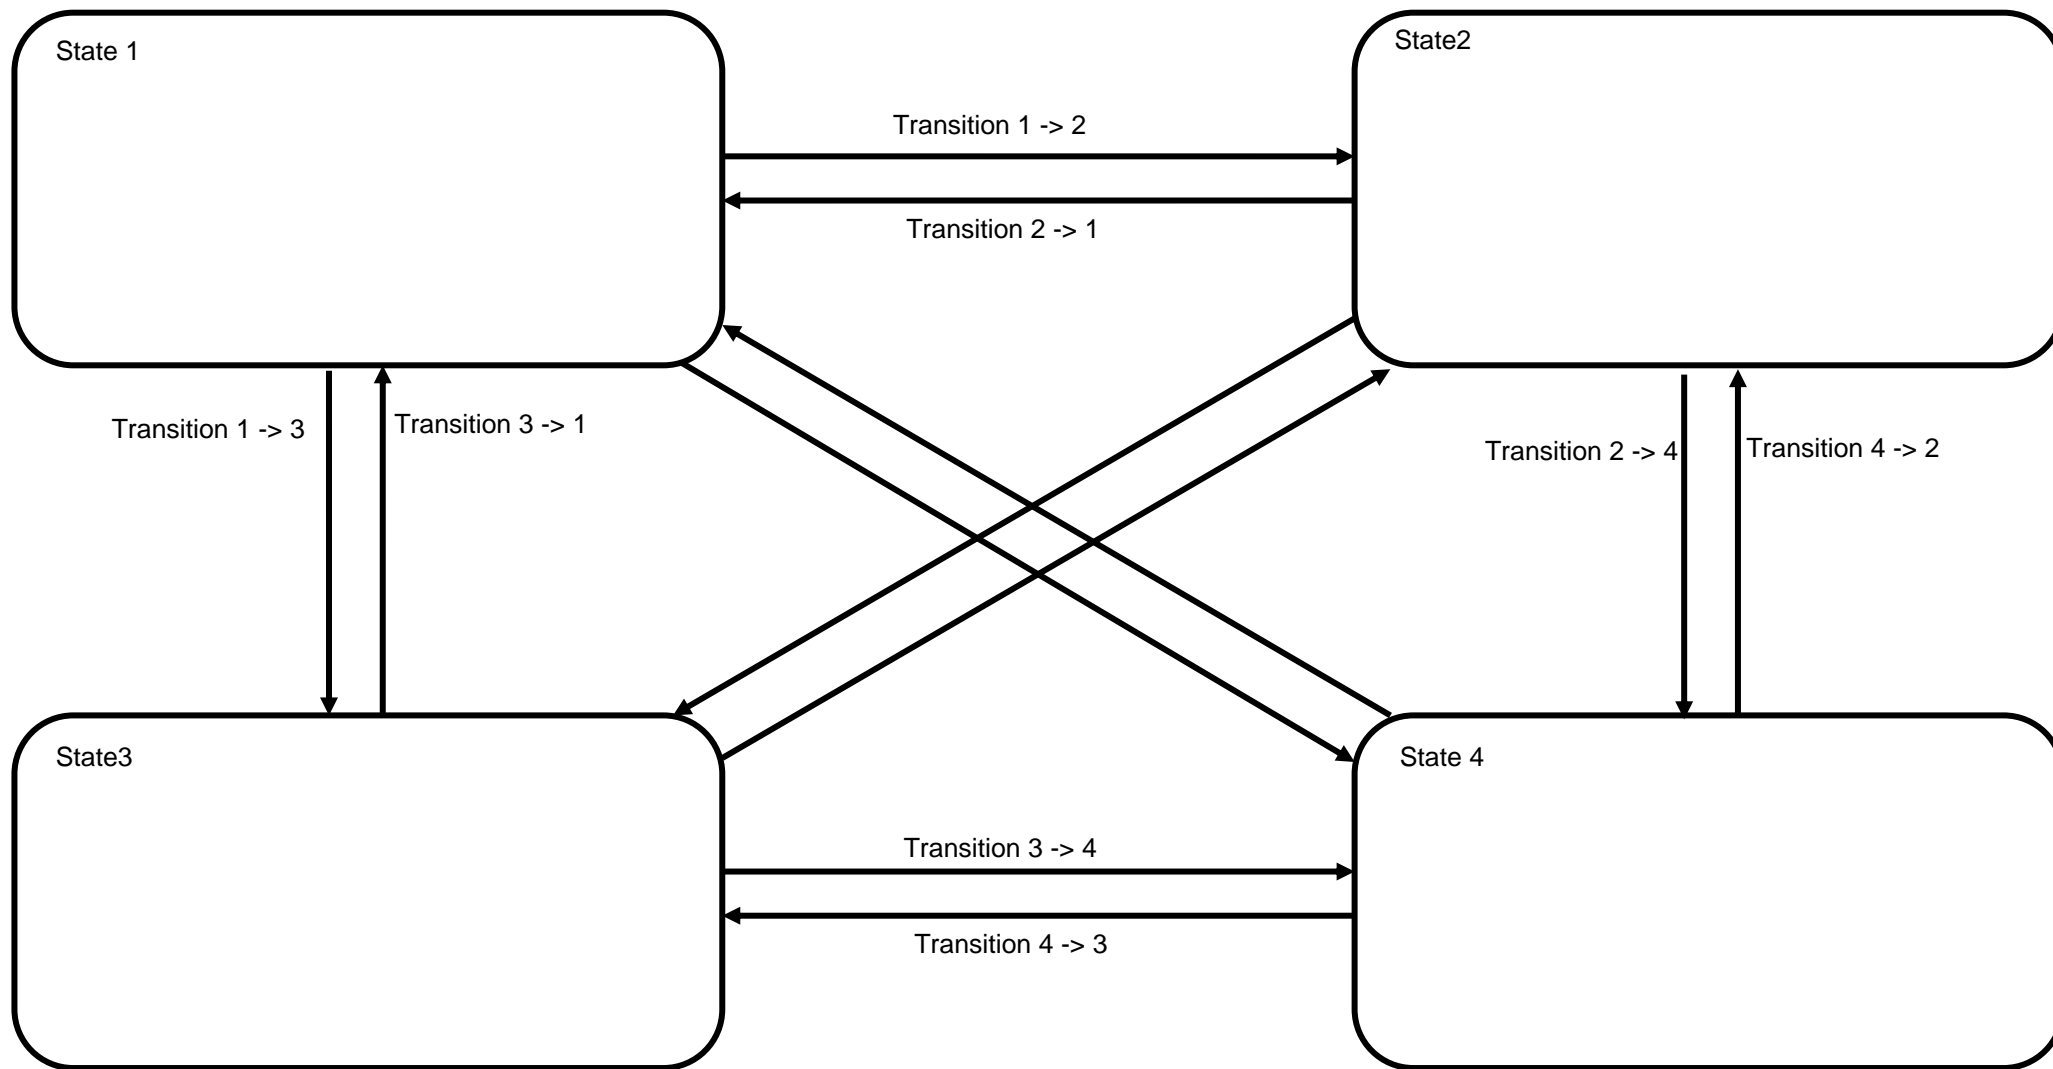 State 1
State2
Transition 1 -> 2
Transition 2 -> 1
Transition 1 -> 3
Transition 3 -> 1
Transition 2 -> 4
Transition 4 -> 2
State3
State 4
Transition 3 -> 4
Transition 4 -> 3